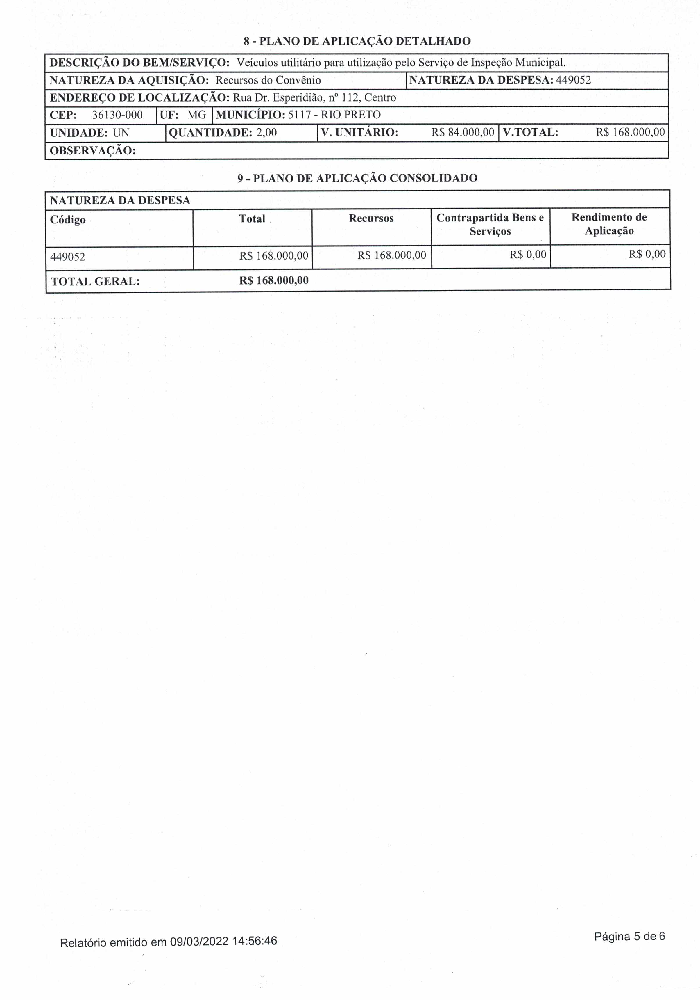 8 - PLANO DE APLICAÇÃO DETALHADO
DESCRIÇÃO DO BEM/SERVIÇO: Veículos utilitário para utilização pelo Serviço de Inspeção Municipal.
NATUREZA DA AQUISIÇÃO: Recursos do Convênio NATUREZA DA DESPESA: 449052
ENDEREÇO DE LOCALIZAÇÃO: Rua Dr. Esperidião, nº 112, Centro
CEP: 36130-000 UF: MG MUNICÍPIO: 5117 - RIO PRETO
UNIDADE: UN QUANTIDADE: 2,00 V. UNITÁRIO: R$ 84.000,00 V.TOTAL: R$ 168.000,00
OBSERVAÇÃO:
9 - PLANO DE APLICAÇÃO CONSOLIDADO
NATUREZA DA DESPESA
Código Total Recursos Contrapartida Bens e Rendimento de
Serviços Aplicação
449052 R$ 168.000,00 R$ 168.000,00 R$ 0,00 R$ 0,00
TOTAL GERAL: R$ 168.000,00
Relatório emitido em 09/03/2022 14:56:46 Página 5 de 6